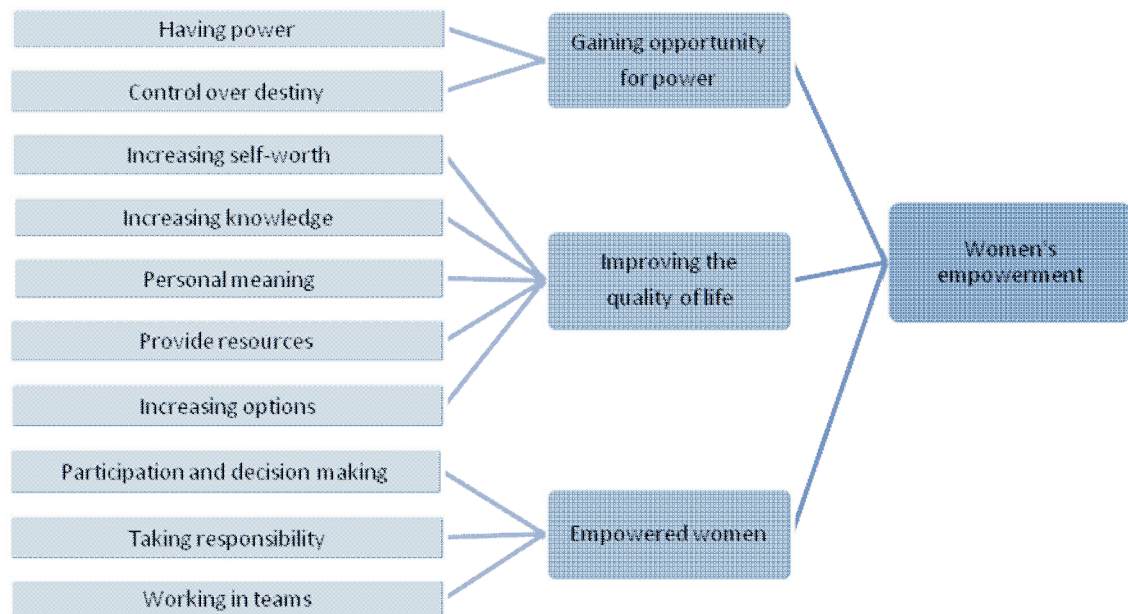 Having power
Control over destiny
Increasing self-worth
Increasing knowledge
Personal meaning
Provide resources
Increasing options
Participation and decision making
Taking responsibility
Working in teams
Gaining opportunity
for power
Improving the
quality of life
Empowered women
Women's
empowerment